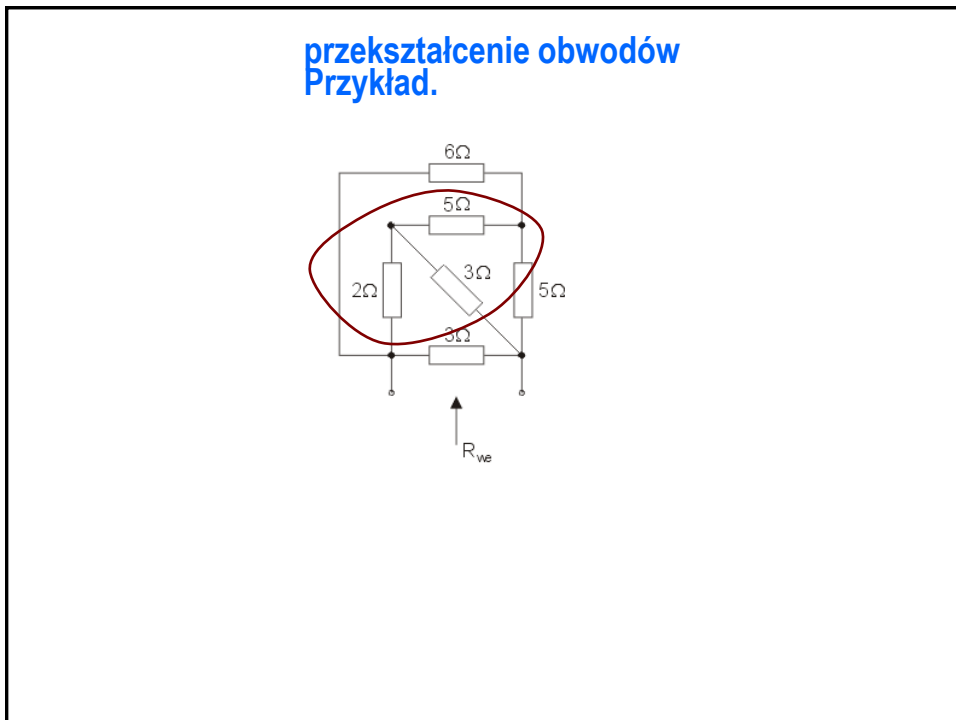 przekształcenie obwodów
Przykład.
6Ω
5Ω
3Ω
2Ω
5Ω
3Ω
Rwe